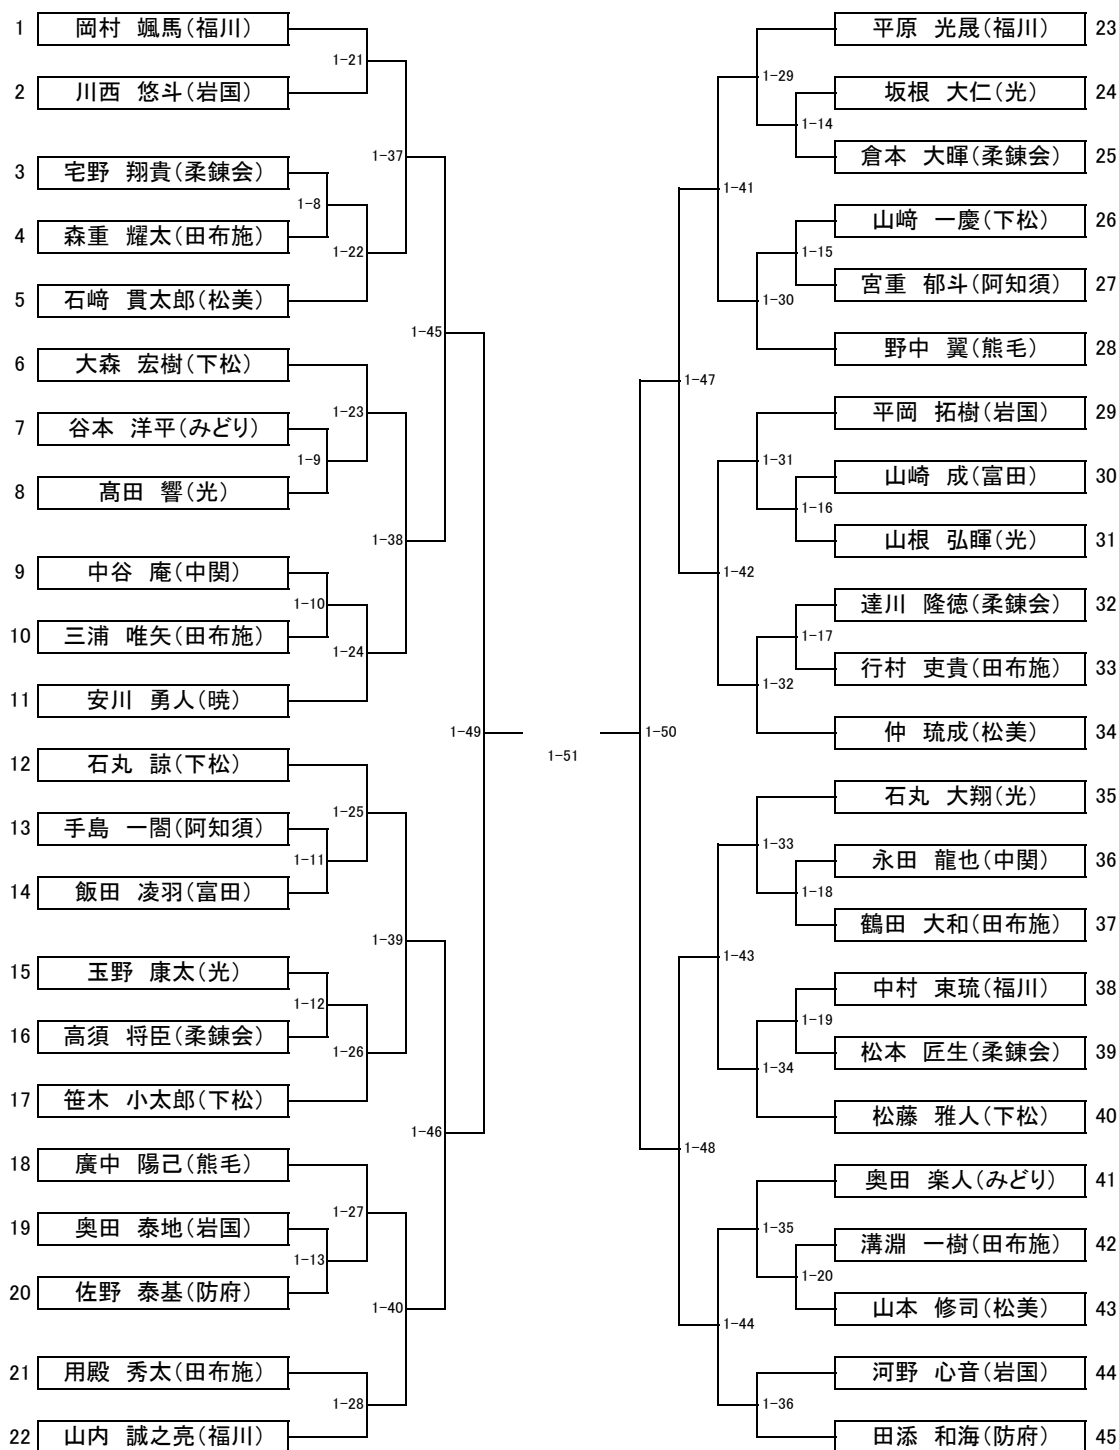 1 岡村 颯馬(福川)
2 川西 悠斗(岩国)
3 宅野 翔貴(柔錬会)
4 森重 耀太(田布施)
5 石﨑 貫太郎(松美)
6 大森 宏樹(下松)
7 谷本 洋平(みどり)
8 髙田 響(光)
9 中谷 庵(中関)
10 三浦 唯矢(田布施)
11 安川 勇人(暁)
12 石丸 諒(下松)
13 手島 一閤(阿知須)
14 飯田 凌羽(富田)
15 玉野 康太(光)
16 高須 将臣(柔錬会)
17 笹木 小太郎(下松)
18 廣中 陽己(熊毛)
19 奥田 泰地(岩国)
20 佐野 泰基(防府)
21 用殿 秀太(田布施)
22 山内 誠之亮(福川)
1-8
1-9
1-10
1-11
1-12
1-13
1-21
1-22
1-23
1-24
1-25
1-26
1-27
1-28
1-37
1-38
1-39
1-40
1-45
1-46
1-49
1-51
1-50
1-47
1-48
1-41
1-42
1-43
1-44
1-29
1-30
1-31
1-32
1-33
1-34
1-35
1-36
1-14
1-15
1-16
1-17
1-18
1-19
1-20
平原 光晟(福川) 23
坂根 大仁(光) 24
倉本 大暉(柔錬会) 25
山﨑 一慶(下松) 26
宮重 郁斗(阿知須) 27
野中 翼(熊毛) 28
平岡 拓樹(岩国) 29
山崎 成(富田) 30
山根 弘暉(光) 31
達川 隆徳(柔錬会) 32
行村 吏貴(田布施) 33
仲 琉成(松美) 34
石丸 大翔(光) 35
永田 龍也(中関) 36
鶴田 大和(田布施) 37
中村 東琉(福川) 38
松本 匠生(柔錬会) 39
松藤 雅人(下松) 40
奥田 楽人(みどり) 41
溝淵 一樹(田布施) 42
山本 修司(松美) 43
河野 心音(岩国) 44
田添 和海(防府) 45